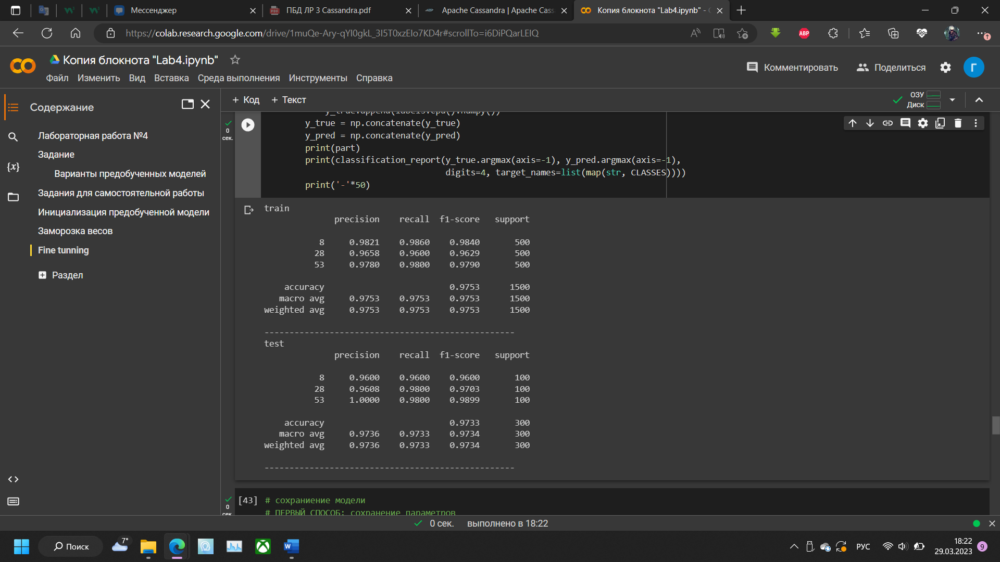 Мессенджер
ПБД ЛР 3 Cassandra.pdf
Apache Cassandra | Apache Cass
Копия блокнота "Lab4.ipynb" -
https://colab.research.google.com/drive/
ABP
Копия блокнота "Lab4.ipynb"
Файл Изменить Вид Вставка Среда выполнения Инструменты Справка
Комментировать
Поделиться
Г
Содержание
Лабораторная работа №4
Задание
Варианты предобученных моделей
Задания для самостоятельной работы
Инициализация предобученной модели
Заморозка весов
Fine tunning
Раздел
{x}
+ Код + Текст
ОЗУ
Диск
0
сек.
y_true.append(labels.cpu().numpy())
y_true = np.concatenate(y_true)
y_pred = np.concatenate(y_pred)
print(part)
print(classification_report(y_true.argmax(axis=-1), y_pred.argmax(axis=-1),
digits=4, target_names=list(map(str, CLASSES))))
print('-'*50)
train
precision recall f1-score support
8 0.9821 0.9860 0.9840 500
28 0.9658 0.9600 0.9629 500
53 0.9780 0.9800 0.9790 500
accuracy 0.9753 1500
macro avg 0.9753 0.9753 0.9753 1500
weighted avg 0.9753 0.9753 0.9753 1500
--------------------------------------------------
test
precision recall f1-score support
8 0.9600 0.9600 0.9600 100
28 0.9608 0.9800 0.9703 100
53 1.0000 0.9800 0.9899 100
accuracy 0.9733 300
macro avg 0.9736 0.9733 0.9734 300
weighted avg 0.9736 0.9733 0.9734 300
--------------------------------------------------
0
сек.
[43] # сохраниение модели
# ПЕРВЫЙ СПОСОБ: сохранение параметров
0 сек. выполнено в 18:22
Поиск
7°
РУС
18:22
29.03.2023
9